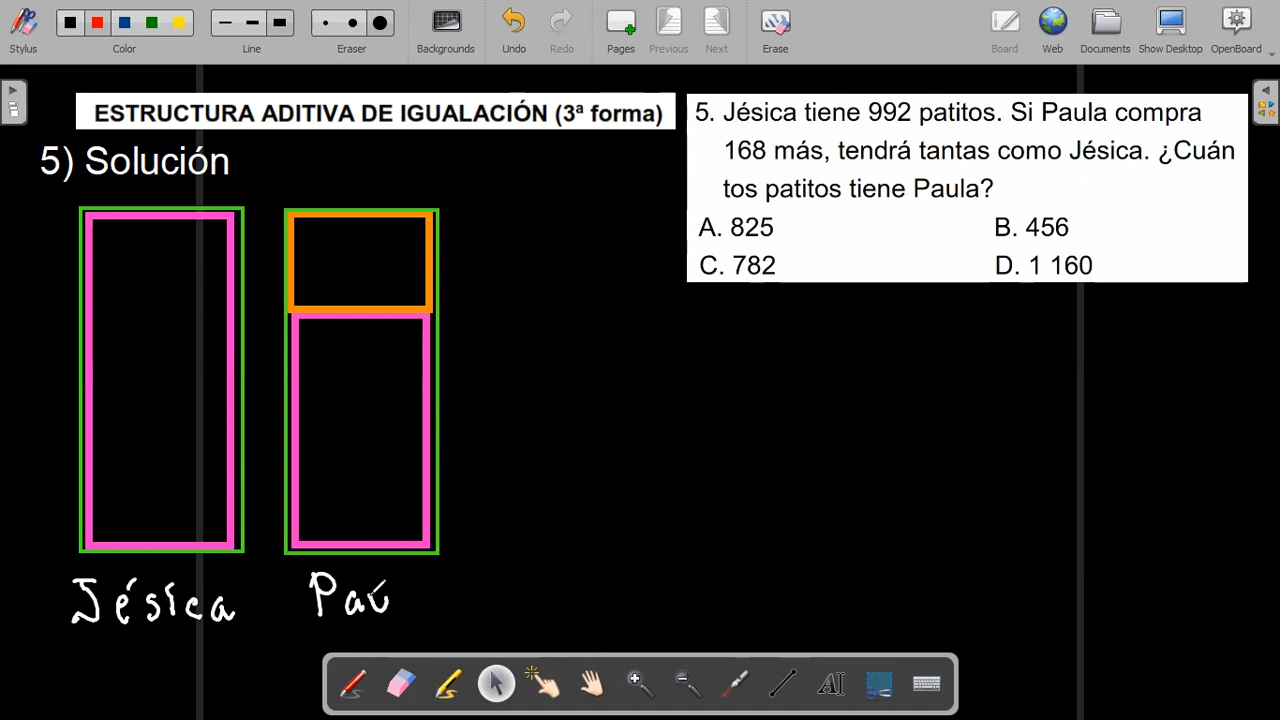 Stylus Color Line Eraser Backgrounds Undo Redo Pages Previous Next Erase Board Web Documents Show Desktop OpenBoard
ESTRUCTURA ADITIVA DE IGUALACIÓN (3ª forma)
5) Solución
5. Jésica tiene 992 patitos. Si Paula compra
168 más, tendrá tantas como Jésica. ¿Cuán
tos patitos tiene Paula?
A. 825 B. 456
C. 782 D. 1 160
Jésica Pau
AI